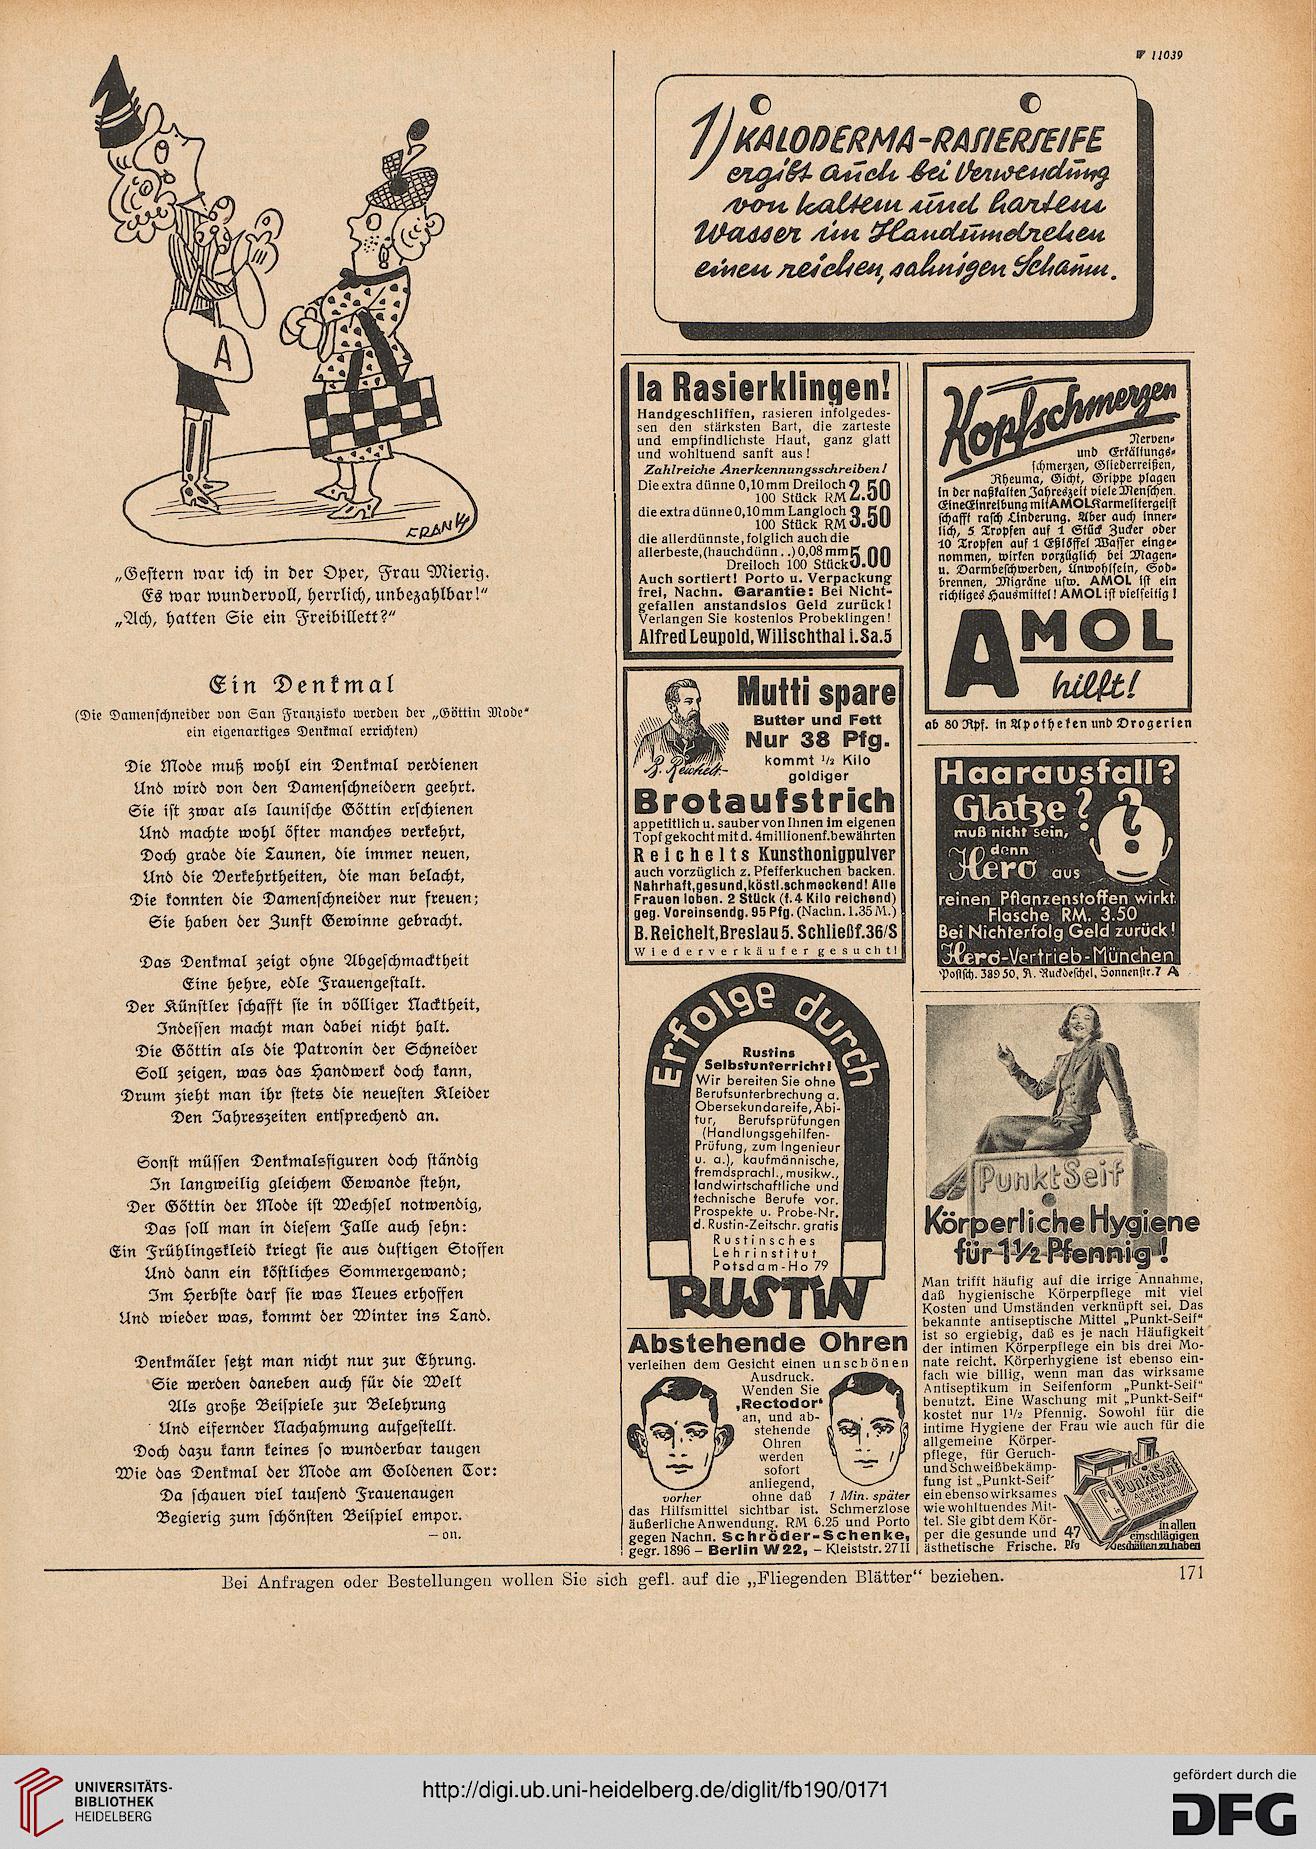 W 11039
A
FRANK
„Gestern war ich in der Oper, Frau Mierig.
Es war wundervoll, herrlich, unbezahlbar!“
„Ach, hatten Sie ein Freibillett?“
Ein Denkmal
(Die Damenschneider von San Franzisko werden der „Göttin Mode“
ein eigenartiges Denkmal errichten)
Die Mode muß wohl ein Denkmal verdienen
Und wird von den Damenschneidern geehrt.
Sie ist zwar als launische Göttin erschienen
Und machte wohl öfter manches verkehrt,
Doch grade die Launen, die immer neuen,
Und die Verkehrtheiten, die man belacht,
Die konnten die Damenschneider nur freuen;
Sie haben der Zunft Gewinne gebracht.
Das Denkmal zeigt ohne Abgeschmacktheit
Eine hehre, edle Frauengestalt.
Der Künstler schafft sie in völliger Nacktheit,
Indessen macht man dabei nicht halt.
Die Göttin als die Patronin der Schneider
Soll zeigen, was das Handwerk doch kann,
Drum zieht man ihr stets die neuesten Kleider
Den Jahreszeiten entsprechend an.
Sonst müssen Denkmalsfiguren doch ständig
In langweilig gleichem Gewande stehn,
Der Göttin der Mode ist Wechsel notwendig,
Das soll man in diesem Falle auch sehn:
Ein Frühlingskleid kriegt sie aus duftigen Stoffen
Und dann ein köstliches Sommergewand;
Im Herbste darf sie was Neues erhoffen
Und wieder was, kommt der Winter ins Land.
Denkmäler setzt man nicht nur zur Ehrung.
Sie werden daneben auch für die Welt
Als große Beispiele zur Belehrung
Und eifernder Nachahmung aufgestellt.
Doch dazu kann keines so wunderbar taugen
Wie das Denkmal der Mode am Goldenen Tor:
Da schauen viel tausend Frauenaugen
Begierig zum schönsten Beispiel empor.
— on.
1) KALODERMA-RASIERSEIFE
ergibt auch bei Verwendung
von kaltem und hartem
Wasser im Handumdrehen
einen reichen, sahnigen Schaum.
Ia Rasierklingen!
Handgeschliffen, rasieren infolgedes-
sen den stärksten Bart, die zarteste
und empfindlichste Haut, ganz glatt
und wohltuend sanft aus!
Zahlreiche Anerkennungsschreiben!
Die extra dünne 0,10 mm Dreiloch
100 Stück RM 2.50
die extra dünne 0,10 mm Langloch
100 Stück RM 3.50
die allerdünnste, folglich auch die
allerbeste, (hauchdünn . .) 0,08 mm
Dreiloch 100 Stück 5.00
Auch sortiert! Porto u. Verpackung
frei, Nachn. Garantie: Bei Nicht-
gefallen anstandslos Geld zurück!
Verlangen Sie kostenlos Probeklingen!
Alfred Leupold, Wilischthal i. Sa. 5
Mutti spare
Butter und Fett
Nur 38 Pfg.
kommt ½ Kilo
goldiger
B. Reichelt
Brotaufstrich
appetitlich u. sauber von Ihnen im eigenen
Topf gekocht mit d. 4millionenf. bewährten
Reichelts Kunsthonigpulver
auch vorzüglich z. Pfefferkuchen backen.
Nahrhaft, gesund, köstl. schmeckend! Alle
Frauen loben. 2 Stück (f. 4 Kilo reichend)
geg. Voreinsendg. 95 Pfg. (Nachn. 1.35 M.)
B. Reichelt, Breslau 5. Schließf. 36/S
Wiederverkäufer gesucht!
Erfolge durch
Rustins
Selbstunterricht!
Wir bereiten Sie ohne
Berufsunterbrechung a.
Obersekundareife, Abi-
tur, Berufsprüfungen
(Handlungsgehilfen-
Prüfung, zum Ingenieur
u. a.), kaufmännische,
fremdsprachl., musikw.,
landwirtschaftliche und
technische Berufe vor.
Prospekte u. Probe-Nr.
d. Rustin-Zeitschr. gratis
Rustinsches
Lehrinstitut
Potsdam-Ho 79
RUSTIN
Abstehende Ohren
verleihen dem Gesicht einen unschönen
Ausdruck.
Wenden Sie
„Rectodor“
an, und ab-
stehende
Ohren
werden
sofort
anliegend,
vorher ohne daß 1 Min. später
das Hilfsmittel sichtbar ist. Schmerzlose
äußerliche Anwendung. RM 6.25 und Porto
gegen Nachn. Schröder-Schenke,
gegr. 1896 – Berlin W 22, – Kleiststr. 27 II
Kopfschmerzen
Nerven-
und Erkältungs-
schmerzen, Gliederreißen,
Rheuma, Gicht, Grippe plagen
in der naßkalten Jahreszeit viele Menschen.
Eine Einreibung mit AMOL Karmelitergeist
schafft rasch Linderung. Aber auch inner-
lich, 5 Tropfen auf 1 Stück Zucker oder
10 Tropfen auf 1 Eßlöffel Wasser einge-
nommen, wirken vorzüglich bei Magen-
u. Darmbeschwerden, Unwohlsein, Sod-
brennen, Migräne usw. AMOL ist ein
richtiges Hausmittel! AMOL ist vielseitig!
AMOL
hilft!
ab 80 Rpf. in Apotheken und Drogerien
Haarausfall?
Glatze?
muß nicht sein,
denn
Hero aus
reinen Pflanzenstoffen wirkt.
Flasche RM. 3.50
Bei Nichterfolg Geld zurück!
Hero-Vertrieb-München
Postsch. 38950, R. Ruckdeschel, Sonnenstr. 7 A
Punkt Seif
Körperliche Hygiene
für 1½ Pfennig!
Man trifft häufig auf die irrige Annahme,
daß hygienische Körperpflege mit viel
Kosten und Umständen verknüpft sei. Das
bekannte antiseptische Mittel „Punkt-Seif“
ist so ergiebig, daß es je nach Häufigkeit
der intimen Körperpflege ein bis drei Mo-
nate reicht. Körperhygiene ist ebenso ein-
fach wie billig, wenn man das wirksame
Antiseptikum in Seifenform „Punkt-Seif“
benutzt. Eine Waschung mit „Punkt-Seif“
kostet nur 1½ Pfennig. Sowohl für die
intime Hygiene der Frau wie auch für die
allgemeine Körper-
pflege, für Geruch-
und Schweißbekämp-
fung ist „Punkt-Seif“
ein ebenso wirksames
wie wohltuendes Mit-
tel. Sie gibt dem Kör-
per die gesunde und
ästhetische Frische.
Punkt Seif
47 Pfg
in allen
einschlägigen
Geschäften zu haben
Bei Anfragen oder Bestellungen wollen Sie sich gefl. auf die „Fliegenden Blätter“ beziehen.
171
UNIVERSITÄTS-
BIBLIOTHEK
HEIDELBERG
http://digi.ub.uni-heidelberg.de/diglit/fb190/0171
gefördert durch die
DFG